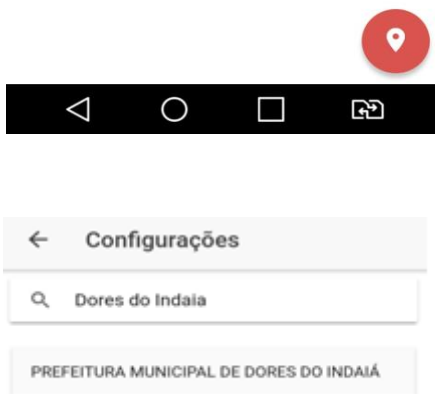 Configurações
Dores do Indaia
PREFEITURA MUNICIPAL DE DORES DO INDAIÁ